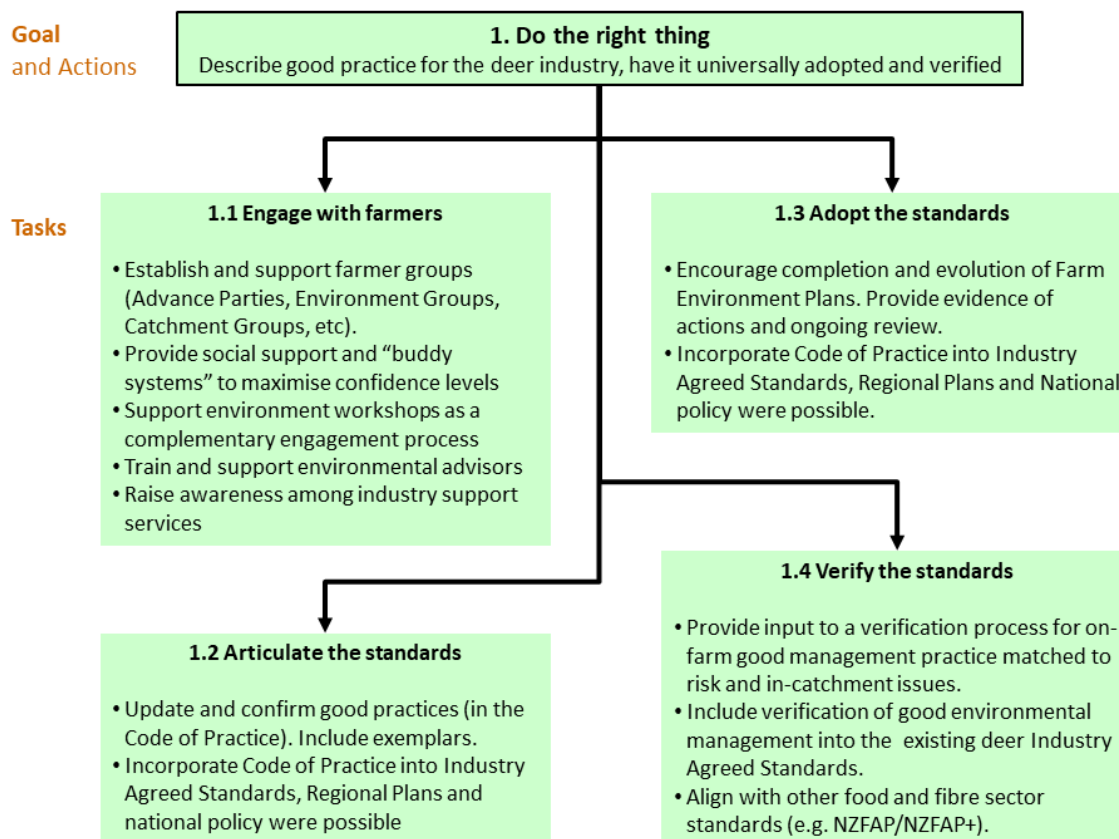 Goal
and Actions
1. Do the right thing
Describe good practice for the deer industry, have it universally adopted and verified
Tasks
1.1 Engage with farmers
• Establish and support farmer groups
(Advance Parties, Environment Groups,
Catchment Groups, etc).
• Provide social support and “buddy
systems” to maximise confidence levels
• Support environment workshops as a
complementary engagement process
• Train and support environmental advisors
• Raise awareness among industry support
services
1.3 Adopt the standards
• Encourage completion and evolution of Farm
Environment Plans. Provide evidence of
actions and ongoing review.
• Incorporate Code of Practice into Industry
Agreed Standards, Regional Plans and National
policy were possible.
1.2 Articulate the standards
• Update and confirm good practices (in the
Code of Practice). Include exemplars.
• Incorporate Code of Practice into Industry
Agreed Standards, Regional Plans and
national policy were possible
1.4 Verify the standards
• Provide input to a verification process for on-
farm good management practice matched to
risk and in-catchment issues.
• Include verification of good environmental
management into the existing deer Industry
Agreed Standards.
• Align with other food and fibre sector
standards (e.g. NZFAP/NZFAP+).